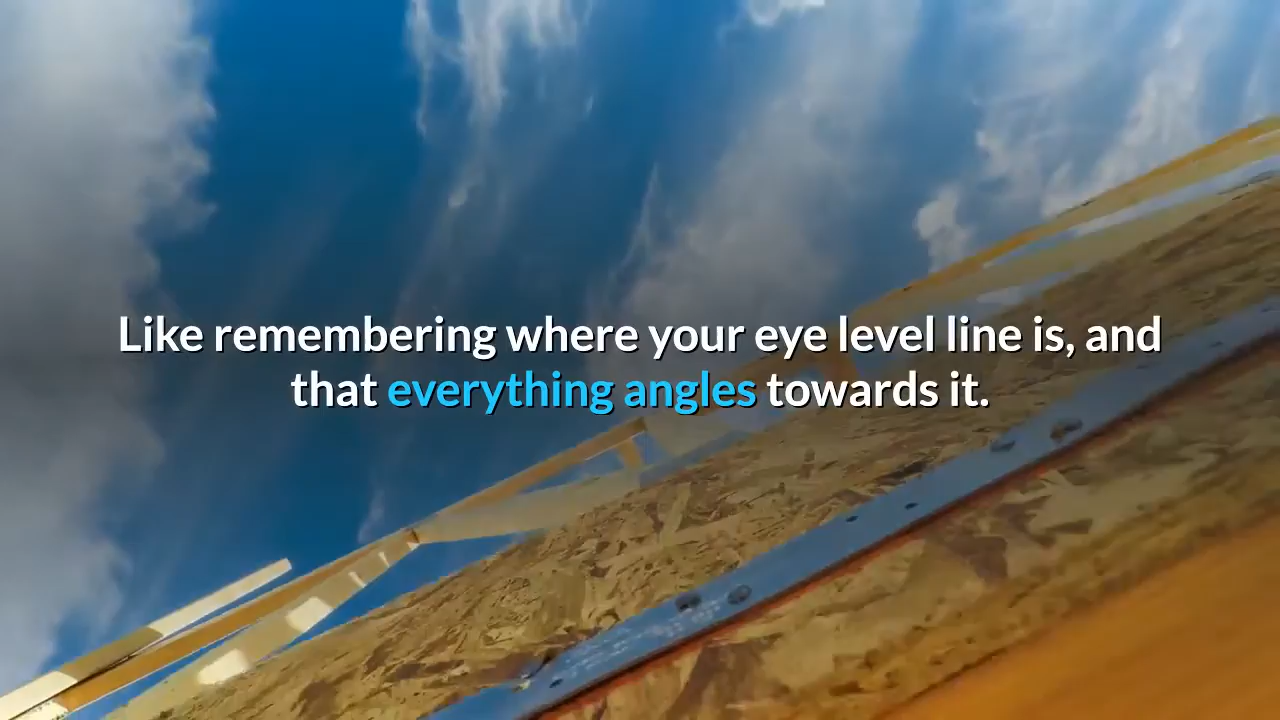 Like remembering where your eye level line is, and
that everything angles towards it.